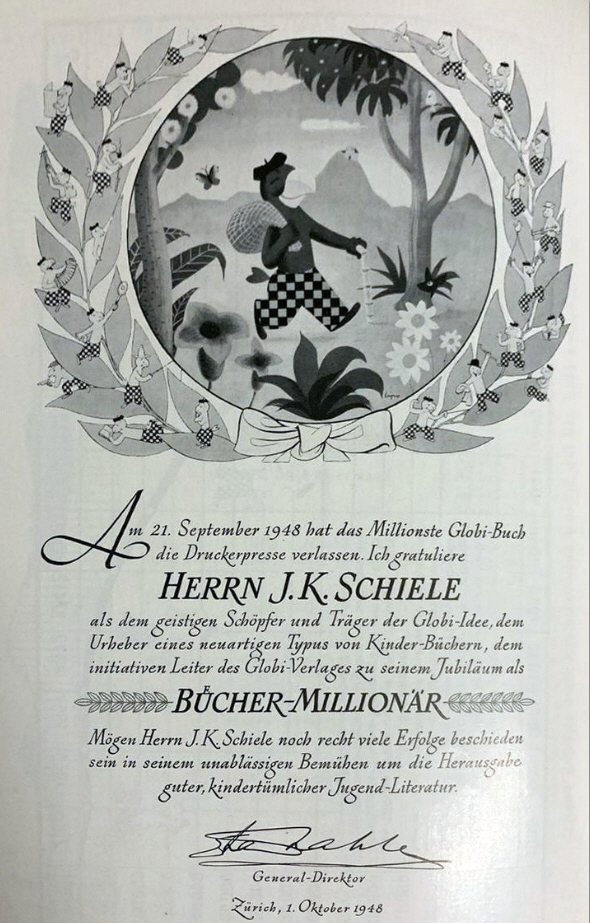 Am 21. September 1948 hat das Millionste Globi-Buch
die Druckerpresse verlassen. Ich gratuliere
HERRN J.K. SCHIELE
als dem geistigen Schöpfer und Träger der Globi-Idee, dem
Urheber eines neuartigen Typus von Kinder-Büchern, dem
initiativen Leiter des Globi-Verlages zu seinem Jubiläum als
BÜCHER-MILLIONÄR
Mögen Herrn J.K. Schiele noch recht viele Erfolge beschieden
sein in seinem unablässigen Bemühen um die Herausgabe
guter, kindertümlicher Jugend-Literatur.
General-Direktor
Zürich, 1. Oktober 1948